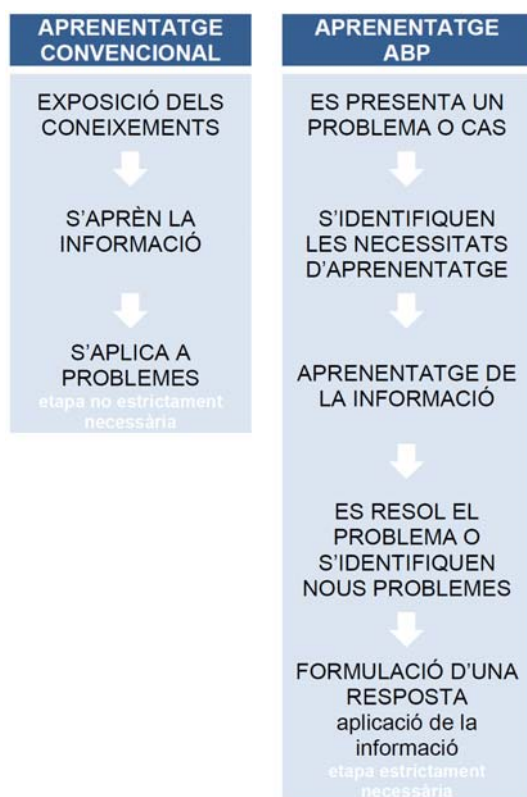 APRENENTATGE
CONVENCIONAL
EXPOSICIÓ DELS
CONEIXEMENTS
S'APRÈN LA
INFORMACIÓ
S'APLICA A
PROBLEMES
etapa no estrictament
necessària
APRENENTATGE
ABP
ES PRESENTA UN
PROBLEMA O CAS
S'IDENTIFIQUEN
LES NECESSITATS
D'APRENENTATGE
APRENENTATGE DE
LA INFORMACIÓ
ES RESOL EL
PROBLEMA O
S'IDENTIFIQUEN
NOUS PROBLEMES
FORMULACIÓ D'UNA
RESPOSTA
aplicació de la
informació
etapa estrictament
necessària